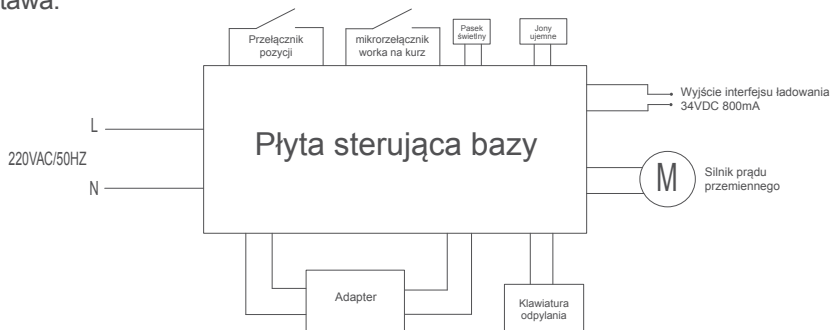 tawa:
Przełącznik
pozycji
mikrorzełącznik
worka na kurz
Pasek
świetlny
Jony
ujemne
L
220VAC/50HZ
N
Płyta sterująca bazy
Wyjście interfejsu ładowania
34VDC 800mA
M
Silnik prądu
przemiennego
Adapter
Klawiatura
odpylania